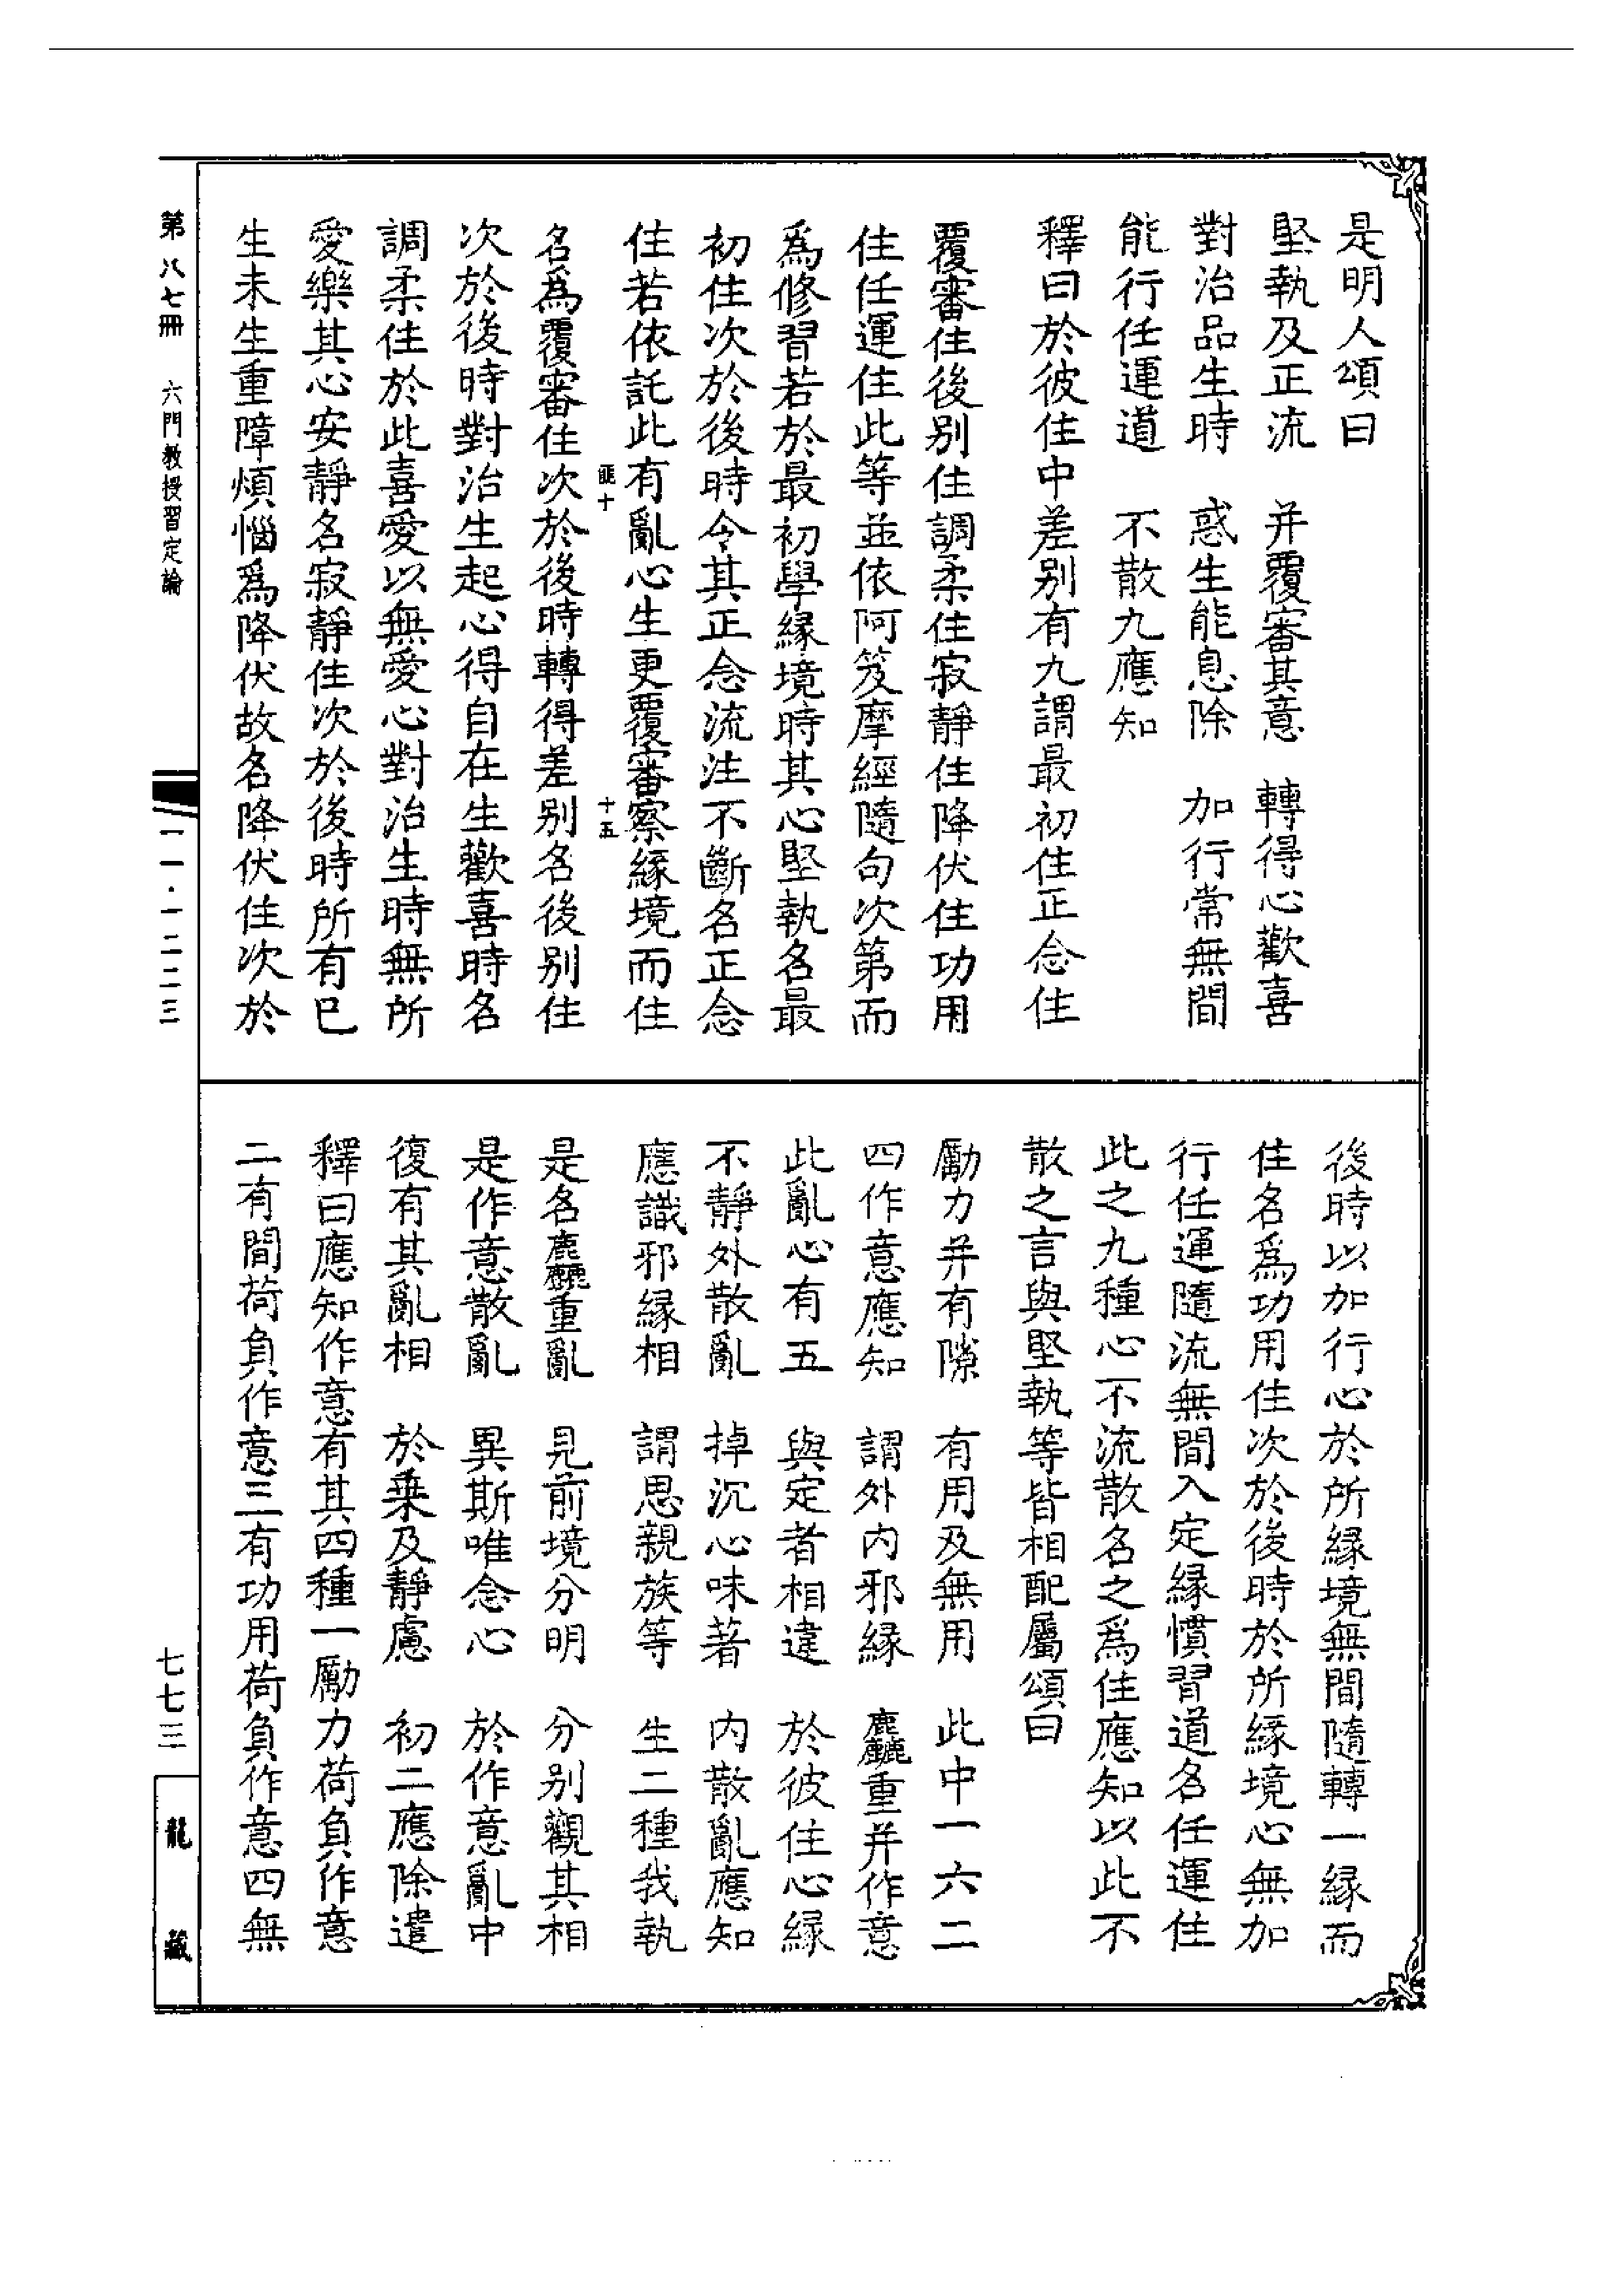 是明人頌曰
堅執及正流　并覆審其意　轉得心歡喜
對治品生時　惑生能息除　加行常無間
能行任運道　不散九應知
釋曰於彼住中差别有九謂最初住正念住
覆審住後别住調柔住寂靜住降伏住功用
住任運住此等並依阿笈摩經隨句次第而
為修習若於最初學緣境時其心堅執名最
初住次於後時令其正念流注不斷名正念
住若依託此有亂心生更覆審察緣境而住
匪十　十五
名為覆審住次於後時轉得差别名後别住
次於後時對治生起心得自在生歡喜時名
調柔住於此喜愛以無愛心對治生時無所
愛樂其心安靜名寂靜住次於後時所有已
生未生重障煩惱為降伏故名降伏住次於
後時以加行心於所緣境無間隨轉一緣而
住名為功用住次於後時於所緣境心無加
行任運隨流無間入定緣慣習道名任運住
此之九種心不流散名之為住應知以此不
散之言與堅執等皆相配屬頌曰
勵力并有隙　有用及無用　此中一六二
四作意應知　謂外内邪緣　麤重并作意
此亂心有五　與定者相違　於彼住心緣
不靜外散亂　掉沉心味著　内散亂應知
應識邪緣相　謂思親族等　生二種我執
是名麤重亂　見前境分明　分别觀其相
是作意散亂　異斯唯念心　於作意亂中
復有其亂相　於乗及靜慮　初二應除遣
釋曰應知作意有其四種一勵力荷負作意
二有間荷負作意三有功用荷負作意四無
第八七冊　六門教授習定論
一一·一二二三
七七三
龍藏